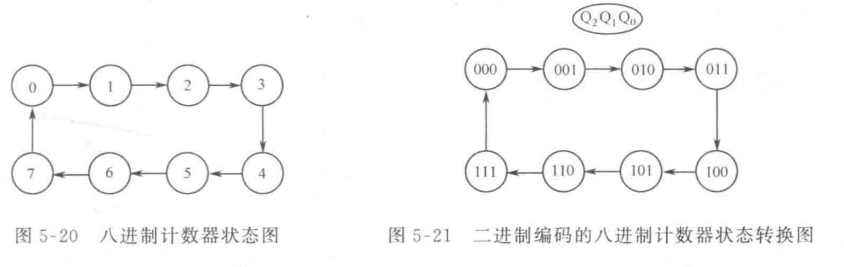 Q₂Q₁Q₀
0 1 2 3
000 001 010 011
7 6 5 4
111 110 101 100
图 5-20 八进制计数器状态图
图 5-21 二进制编码的八进制计数器状态转换图